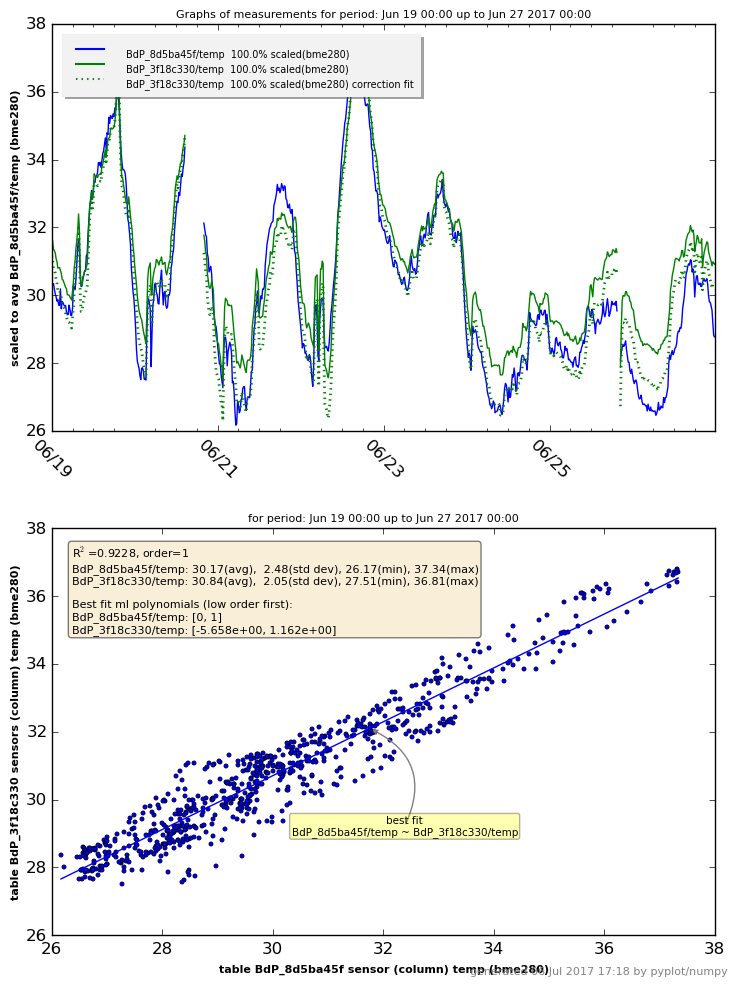 Graphs of measurements for period: Jun 19 00:00 up to Jun 27 2017 00:00
38
36
34
32
30
28
26
scaled to avg BdP_8d5ba45f/temp (bme280)
BdP_8d5ba45f/temp 100.0% scaled(bme280)
BdP_3f18c330/temp 100.0% scaled(bme280)
BdP_3f18c330/temp 100.0% scaled(bme280) correction fit
06/19
06/21
06/23
06/25
for period: Jun 19 00:00 up to Jun 27 2017 00:00
38
36
34
32
30
28
26
table BdP_3f18c330 sensors (column) temp (bme280)
R² =0.9228, order=1
BdP_8d5ba45f/temp: 30.17(avg), 2.48(std dev), 26.17(min), 37.34(max)
BdP_3f18c330/temp: 30.84(avg), 2.05(std dev), 27.51(min), 36.81(max)
Best fit ml polynomials (low order first):
BdP_8d5ba45f/temp: [0, 1]
BdP_3f18c330/temp: [-5.658e+00, 1.162e+00]
best fit
BdP_8d5ba45f/temp ~ BdP_3f18c330/temp
26
28
30
32
34
36
38
table BdP_8d5ba45f sensor (column) temp (bme280)
Jul 2017 17:18 by pyplot/numpy